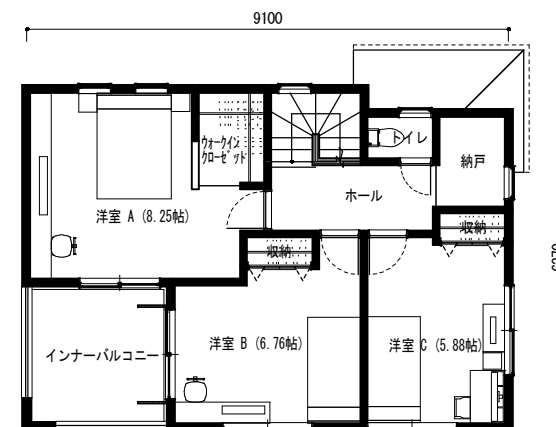 9100
ウォークイン
クローゼット
トイレ
納戸
ホール
洋室 A (8.25帖)
収納
収納
洋室 B (6.76帖)
洋室 C (5.88帖)
インナーバルコニー